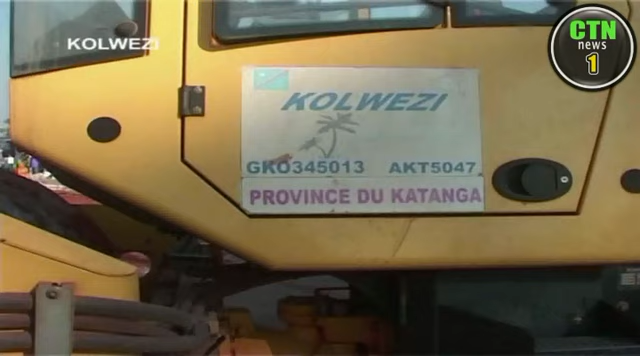 KOLWEZI
CTN
news
1
KOLWEZI
GKO345013 AKT5047
PROVINCE DU KATANGA